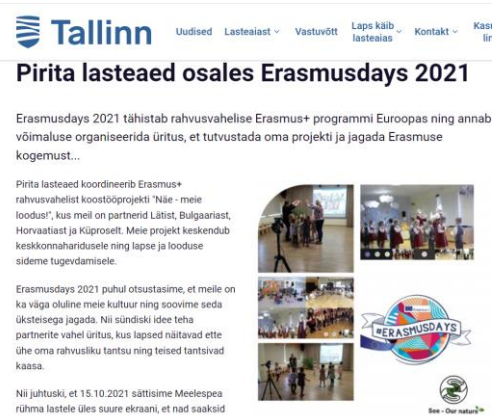 Tallinn
Uudised Lasteaiast Vastuvõtt Laps käib lasteaias Kontakt
Pirita lasteaed osales Erasmusdays 2021
Erasmusdays 2021 tähistab rahvusvahelise Erasmus+ programmi Euroopas ning annab
võimaluse organiseerida üritus, et tutvustada oma projekti ja jagada Erasmuse
kogemust...
Pirita lasteaed koordineerib Erasmus+
rahvusvahelist koostööprojekti "Näe - meie
loodus!", kus meil on partnerid Lätist, Bulgaariast,
Horvaatiast ja Küproselt. Meie projekt keskendub
keskkonnaharidusele ning lapse ja looduse
sideme tugevdamisele.
Erasmusdays 2021 puhul otsustasime, et meile on
ka väga oluline meie kultuur ning soovime seda
üksteisega jagada. Nii sündiski idee teha
partnerite vahel üritus, kus lapsed näitavad ette
ühe oma rahvusliku tantsu ning teised tantsivad
kaasa.
Nii juhtuski, et 15.10.2021 sättisime Meelespea
rühma lastele üles suure ekraani, et nad saaksid
#ERASMUSDAYS
See - Our nature